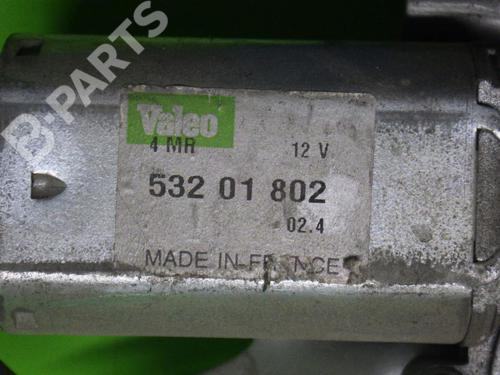 B-PARTS
Valeo
4 MR 12 V
532 01 802
02.4
MADE IN FRANCE